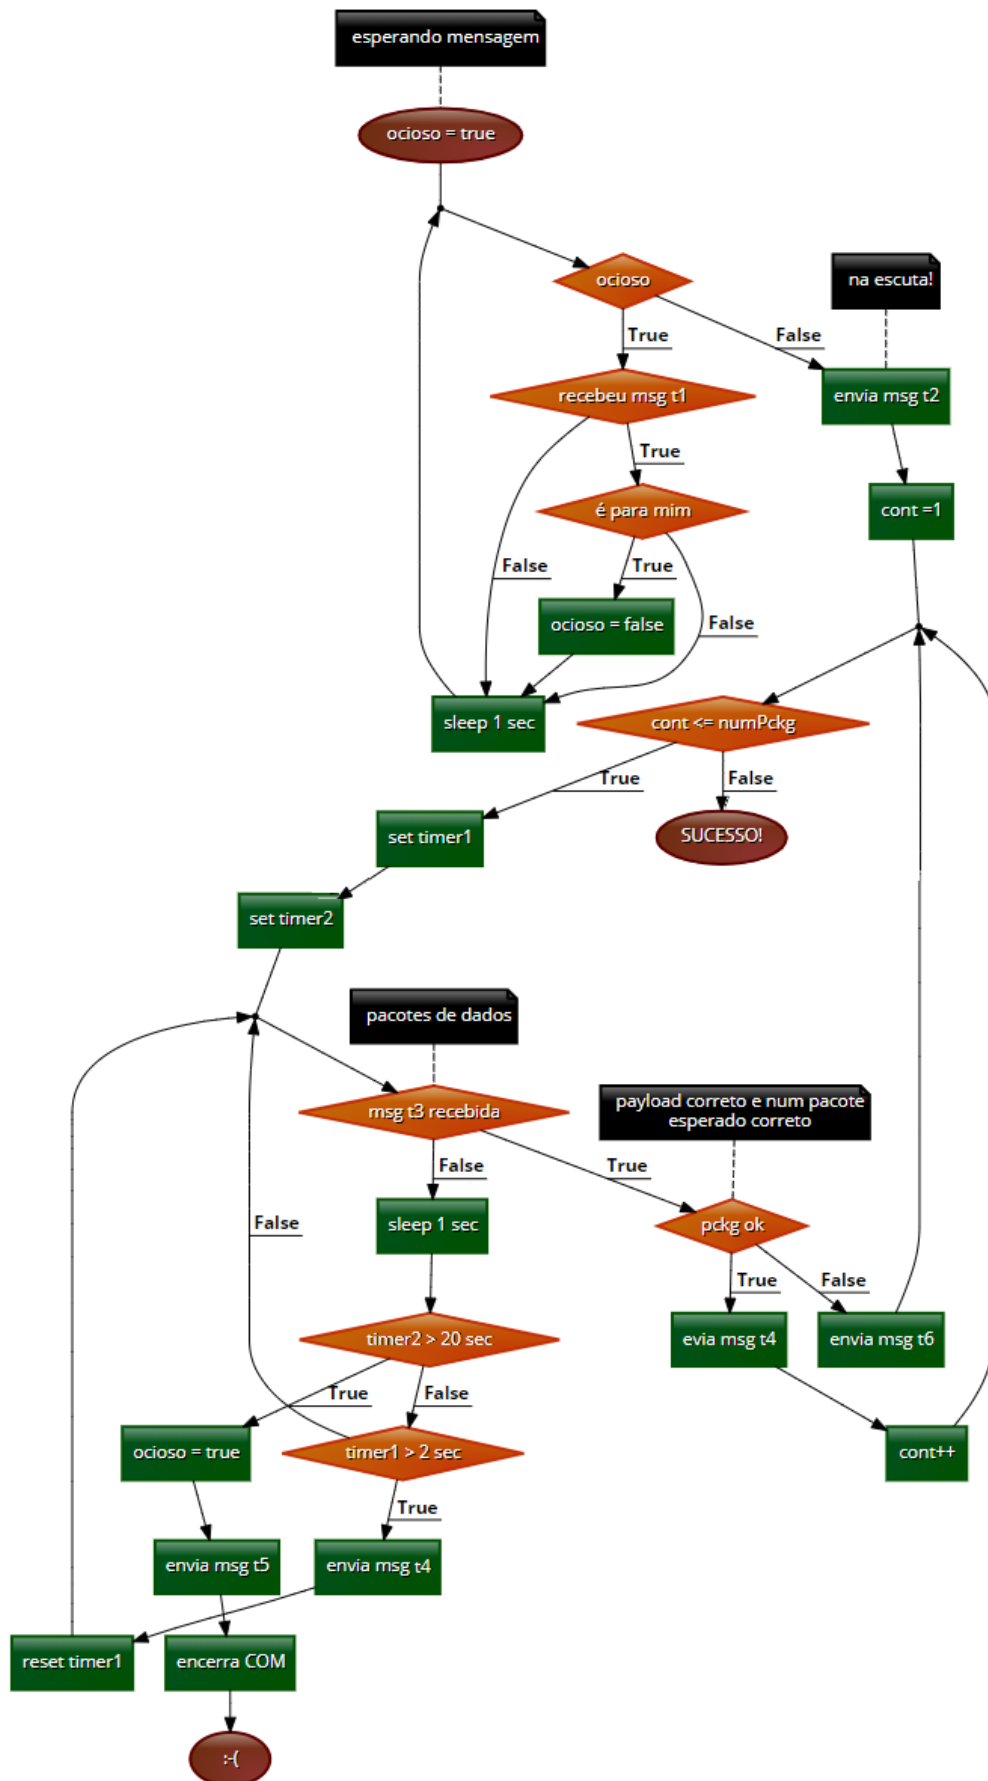 esperando mensagem
ocioso = true
ocioso
na escuta!
True
False
recebeu msg t1
envia msg t2
True
é para mim
cont =1
False
True
ocioso = false
False
sleep 1 sec
cont <= numPckg
True
False
set timer1
SUCESSO!
set timer2
pacotes de dados
msg t3 recebida
payload correto e num pacote
esperado correto
False
True
False
sleep 1 sec
pckg ok
True
False
timer2 > 20 sec
evia msg t4
envia msg t6
True
False
ocioso = true
timer1 > 2 sec
cont++
True
envia msg t5
envia msg t4
reset timer1
encerra COM
:-(